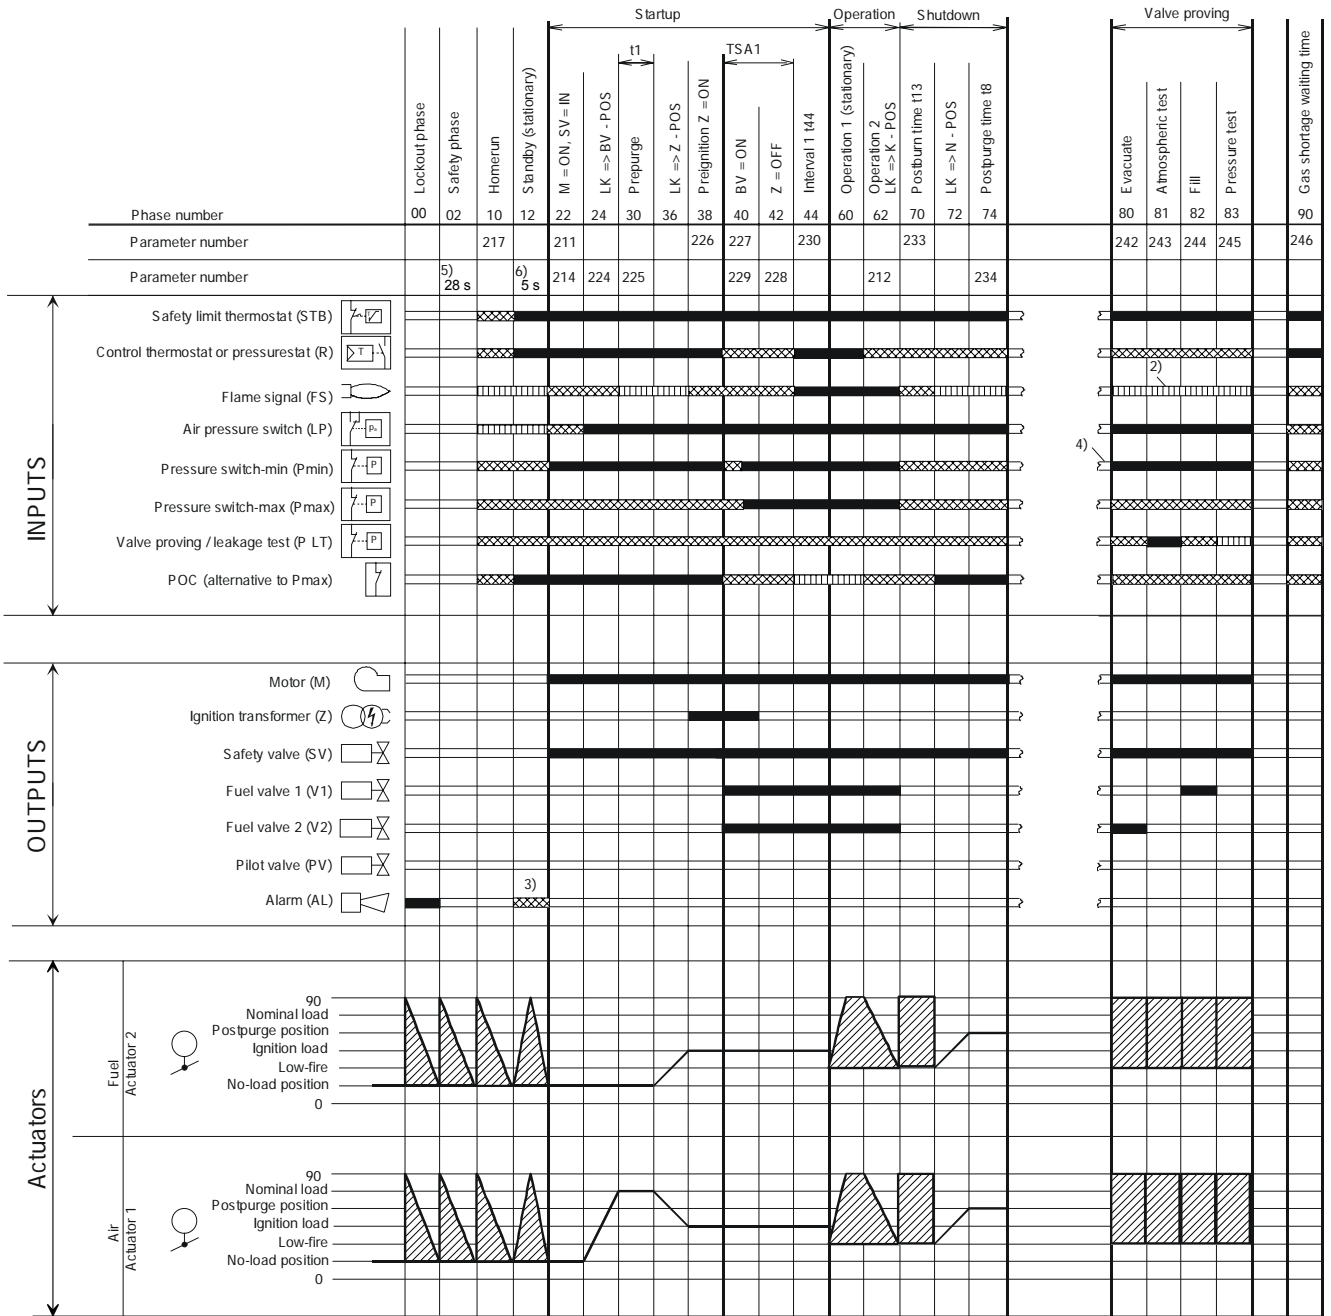 Startup Operation Shutdown Valve proving
t1 TSA1
Lockout phase
Safety phase
Homerun
Standby (stationary)
M = ON, SV = IN
LK => BV - POS
Prepurge
LK => Z - POS
Preignition Z = ON
BV = ON
Z = OFF
Interval 1 t44
Operation 1 (stationary)
Operation 2
LK => K - POS
Postburn time t13
LK => N - POS
Postpurge time t8
Evacuate
Atmospheric test
Fill
Pressure test
Gas shortage waiting time
Phase number 00 02 10 12 22 24 30 36 38 40 42 44 60 62 70 72 74 80 81 82 83 90
Parameter number 217 211 226 227 230 233 242 243 244 245 246
Parameter number 5) 28 s 6) 5 s 214 224 225 229 228 212 234
INPUTS
Safety limit thermostat (STB)
Control thermostat or pressurestat (R) T
2)
Flame signal (FS)
Air pressure switch (LP) Pa
4)
Pressure switch-min (Pmin) P
Pressure switch-max (Pmax) P
Valve proving / leakage test (P LT) P
POC (alternative to Pmax)
OUTPUTS
Motor (M)
Ignition transformer (Z)
Safety valve (SV)
Fuel valve 1 (V1)
Fuel valve 2 (V2)
Pilot valve (PV)
3)
Alarm (AL)
Actuators
Fuel
Actuator 2
90
Nominal load
Postpurge position
Ignition load
Low-fire
No-load position
0
Air
Actuator 1
90
Nominal load
Postpurge position
Ignition load
Low-fire
No-load position
0